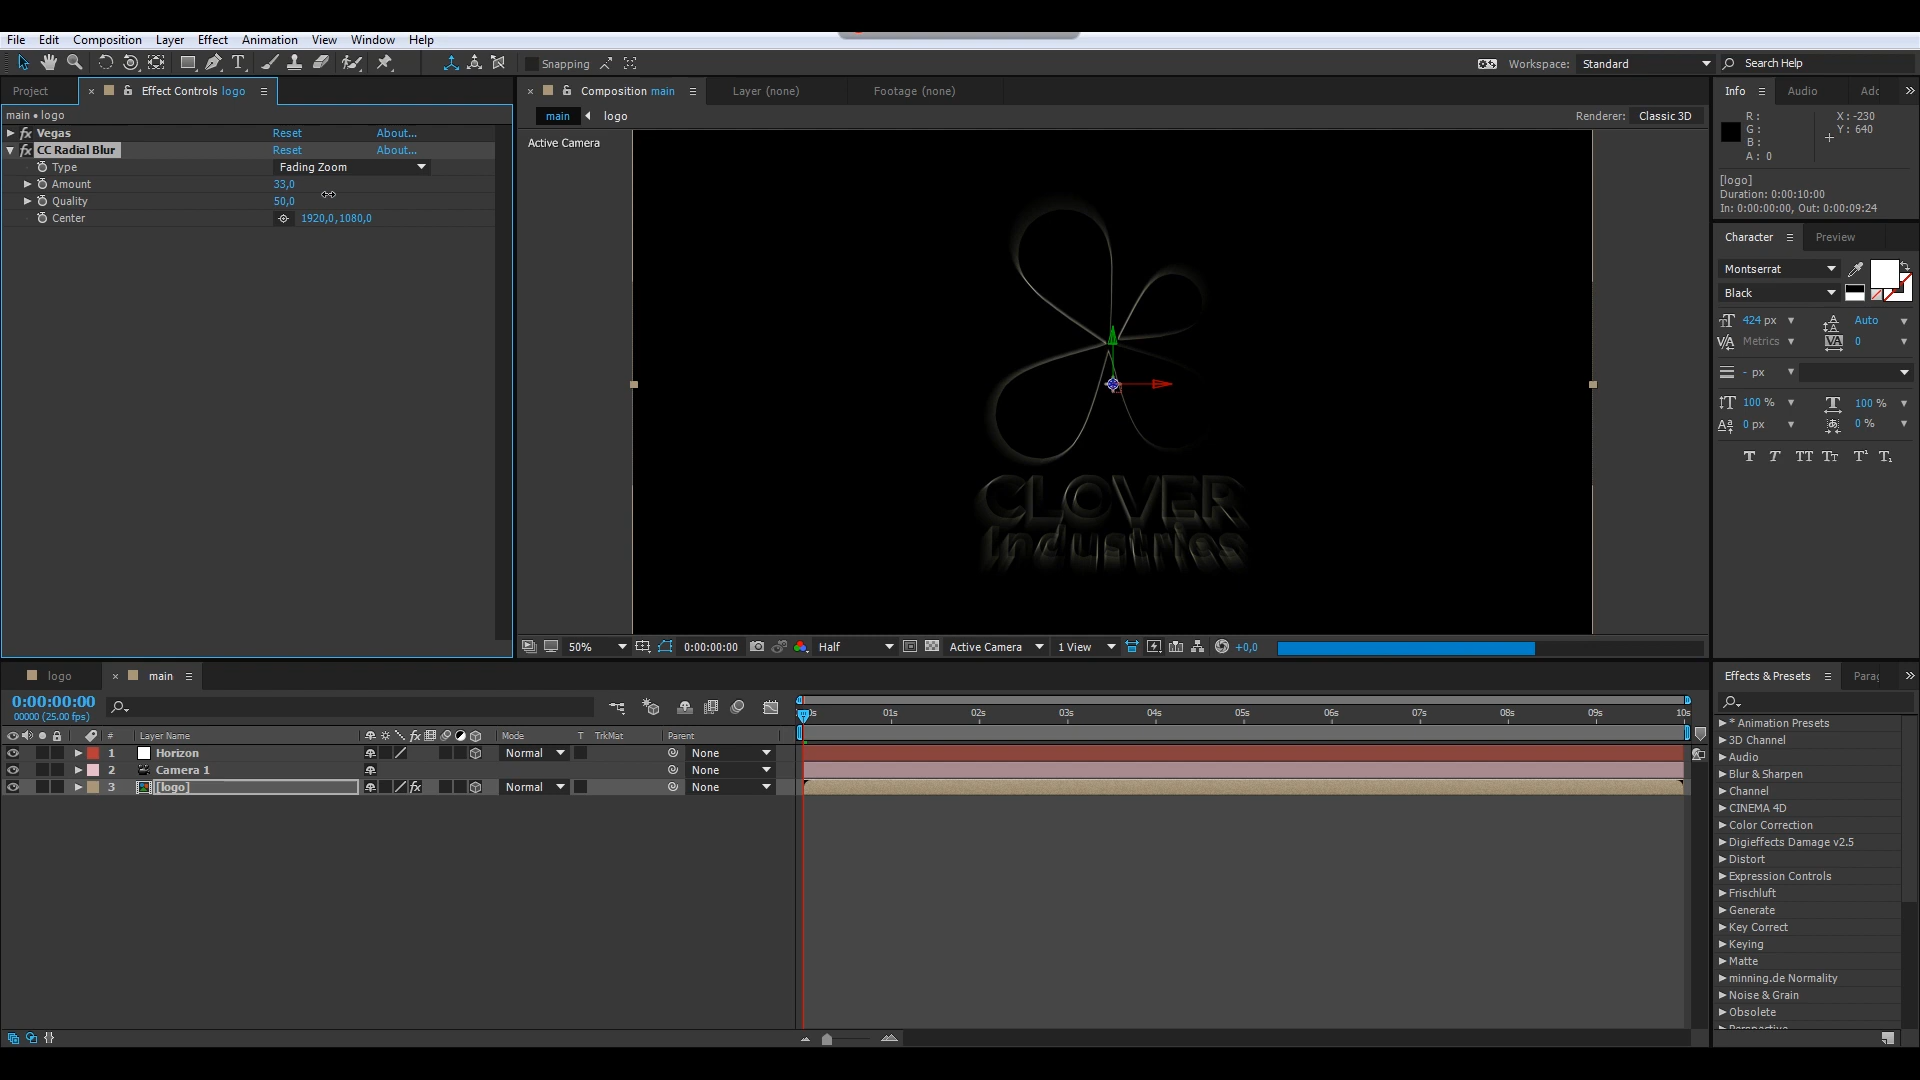 File Edit Composition Layer Effect Animation View Window Help
Snapping
Workspace: Standard
Search Help
Project
Effect Controls logo
main • logo
Vegas Reset About...
CC Radial Blur Reset About...
Type Fading Zoom
Amount 33,0
Quality 50,0
Center 1920,0,1080,0
Composition main
Layer (none)
Footage (none)
main logo
Renderer: Classic 3D
Active Camera
CLOVER
Industries
50%
0:00:00:00
Half
Active Camera
1 View
+0,0
Info Audio
R :
G :
B :
A : 0
X : -230
Y : 640
[logo]
Duration: 0:00:10:00
In: 0:00:00:00, Out: 0:00:09:24
Character Preview
Montserrat
Black
424 px Auto
Metrics 0
- px
100 % 100 %
0 px 0 %
T T TT Tт T¹ T₁
logo main
0:00:00:00
00000 (25.00 fps)
01s 02s 03s 04s 05s 06s 07s 08s 09s 10s
# Layer Name Mode T TrkMat Parent
1 Horizon Normal None
2 Camera 1 None
3 [logo] Normal None
Effects & Presets
* Animation Presets
3D Channel
Audio
Blur & Sharpen
Channel
CINEMA 4D
Color Correction
Digieffects Damage v2.5
Distort
Expression Controls
Frischluft
Generate
Key Correct
Keying
Matte
minning.de Normality
Noise & Grain
Obsolete